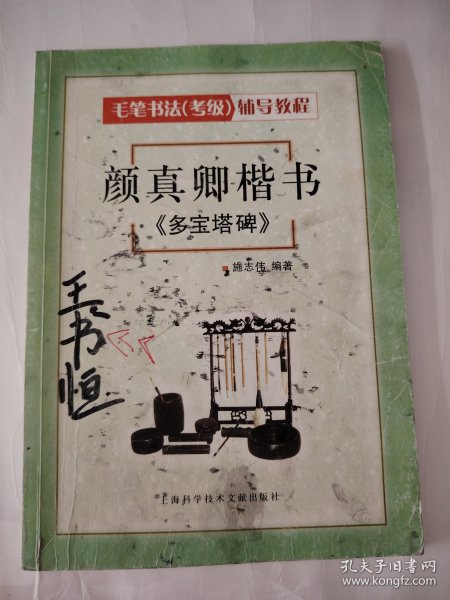 毛笔书法(考级)辅导教程
颜真卿楷书
《多宝塔碑》
施志伟 编著
王书恒
上海科学技术文献出版社
孔夫子旧书网
www.kongfz.com